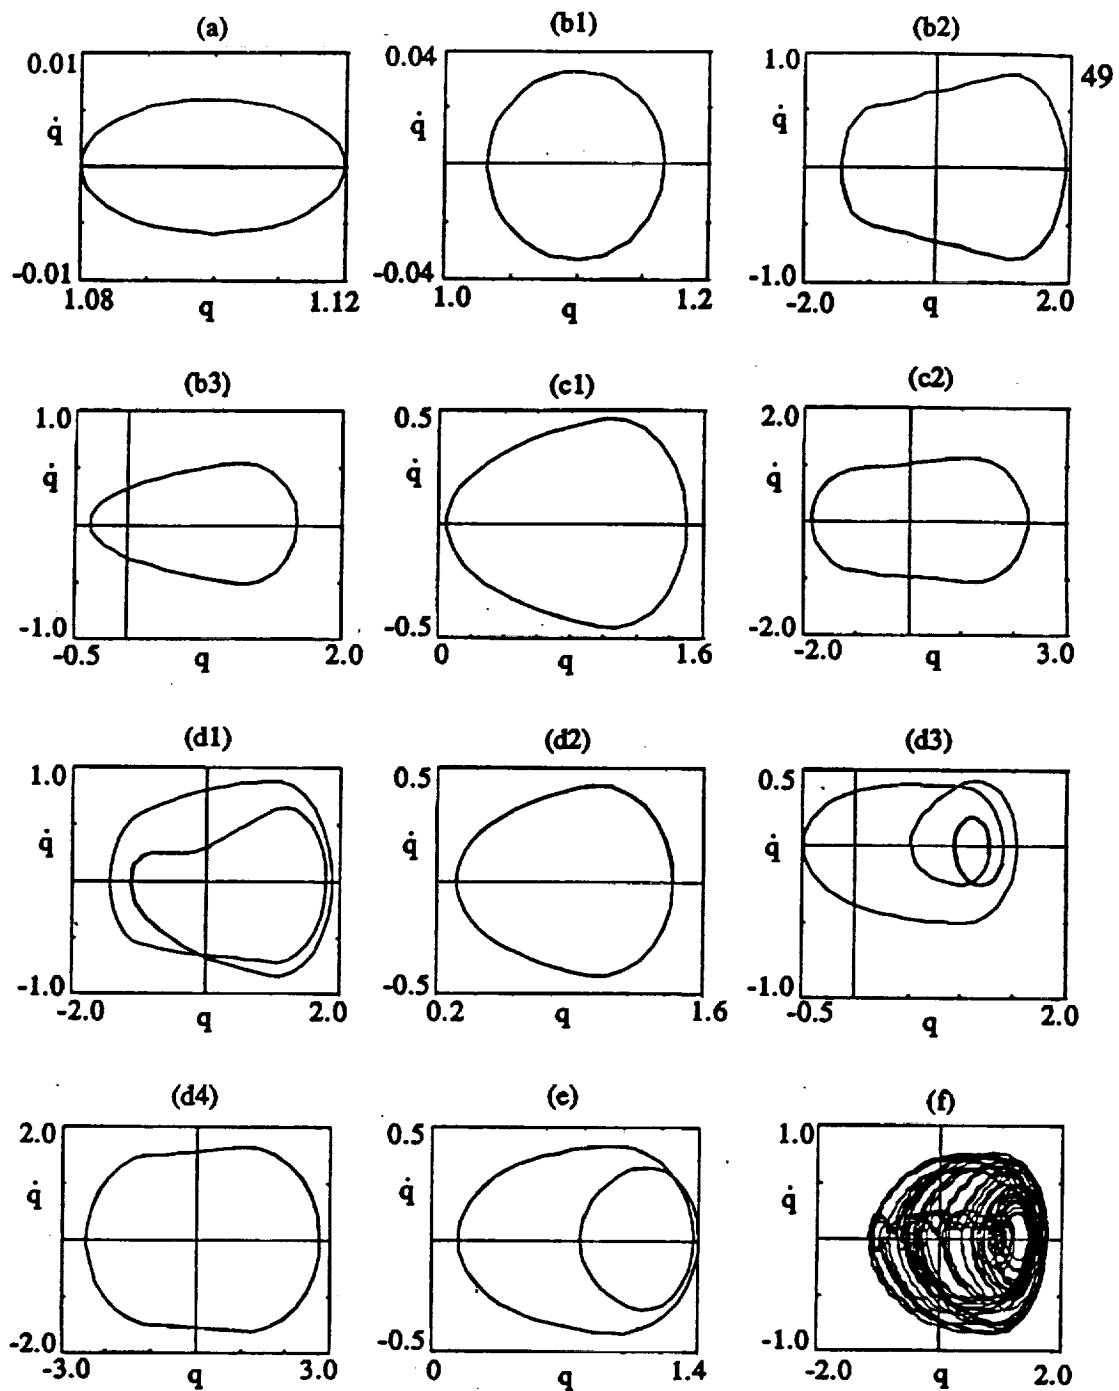 (a) (b1) (b2)
0.01 0.04 1.0 49
q̇ q̇ q̇
-0.01 -0.04 -1.0
1.08 q 1.12 1.0 q 1.2 -2.0 q 2.0
(b3) (c1) (c2)
1.0 0.5 2.0
q̇ q̇ q̇
-1.0 -0.5 -2.0
-0.5 q 2.0 0 q 1.6 -2.0 q 3.0
(d1) (d2) (d3)
1.0 0.5 0.5
q̇ q̇ q̇
-1.0 -0.5 -1.0
-2.0 q 2.0 0.2 q 1.6 -0.5 q 2.0
(d4) (e) (f)
2.0 0.5 1.0
q̇ q̇ q̇
-2.0 -0.5 -1.0
-3.0 q 3.0 0 q 1.4 -2.0 q 2.0